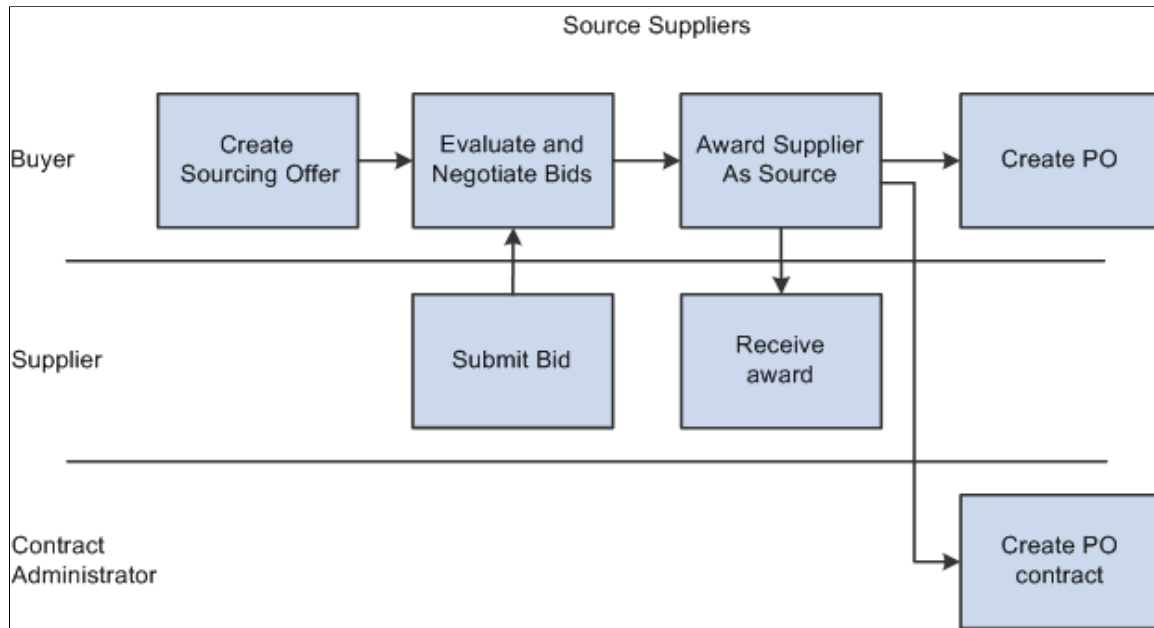 Source Suppliers
Buyer
Create
Sourcing Offer
Evaluate and
Negotiate Bids
Award Supplier
As Source
Create PO
Supplier
Submit Bid
Receive
award
Contract
Administrator
Create PO
contract